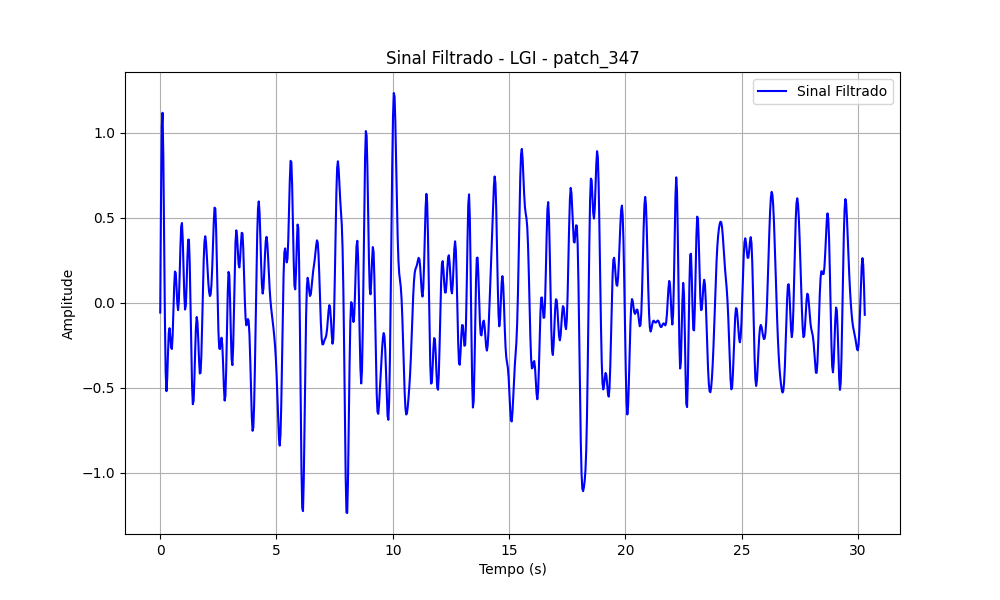 Sinal Filtrado - LGI - patch_347
Sinal Filtrado
1.0
0.5
0.0
−0.5
−1.0
Amplitude
0 5 10 15 20 25 30
Tempo (s)